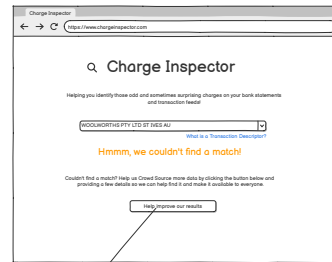 Charge Inspector
https://www.chargeinspector.com
Charge Inspector
Helping you identify those odd and sometimes surprising charges on your bank statements
and transaction feeds!
WOOLWORTHS PTY LTD ST IVES AU
What is a Transaction Descriptor?
Hmmm, we couldn't find a match!
Couldn't find a match? Help us Crowd Source more data by clicking the button below and
providing a few details so we can help find it and make it available to everyone.
Help improve our results